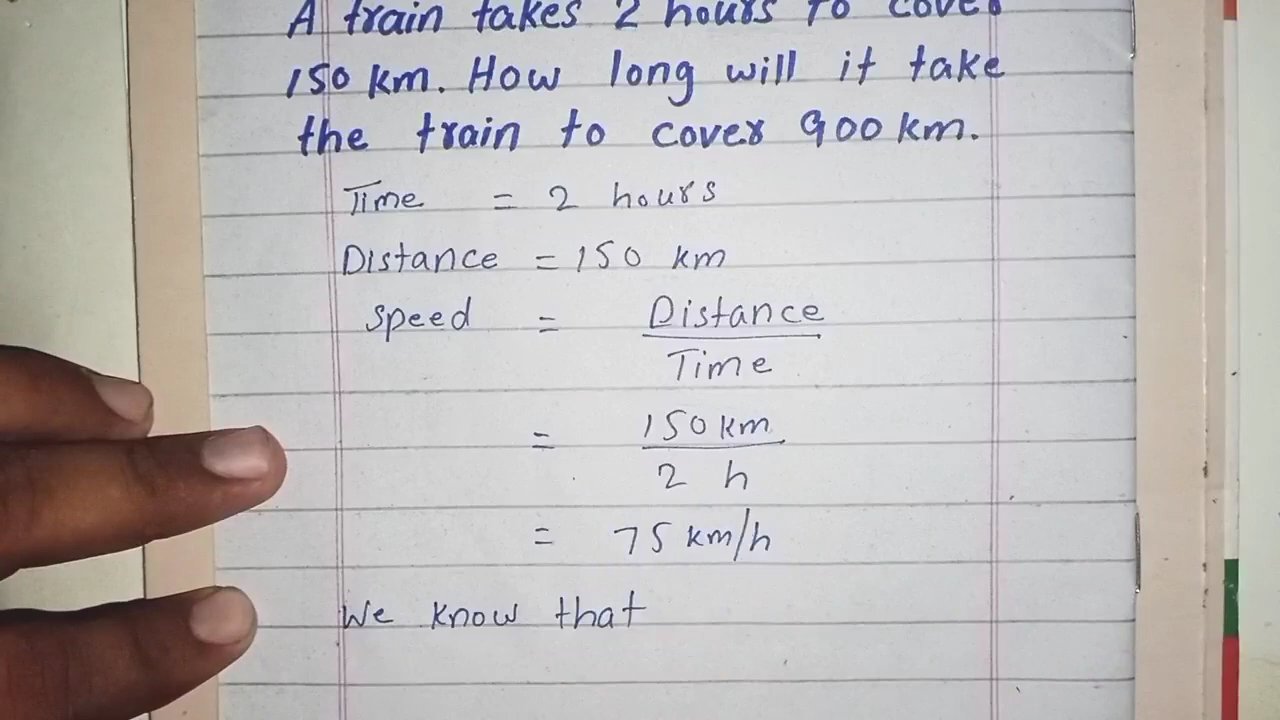 A train takes 2 hours to cover
150 km. How long will it take
the train to cover 900 km.
Time = 2 hours
Distance = 150 km
Speed = Distance
Time
= 150 km
2 h
= 75 km/h
We know that